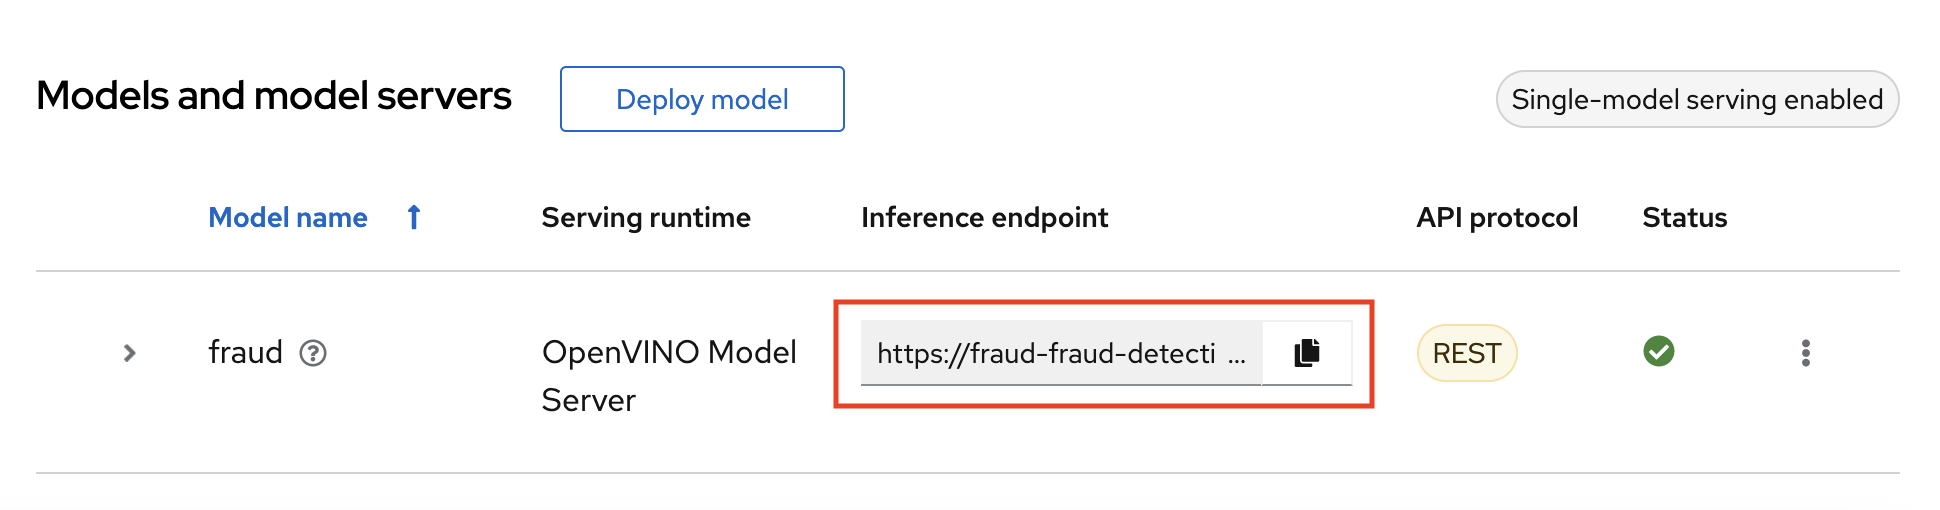 Models and model servers
Deploy model
Single-model serving enabled
Model name
Serving runtime
Inference endpoint
API protocol
Status
fraud
OpenVINO Model
Server
https://fraud-fraud-detecti ...
REST